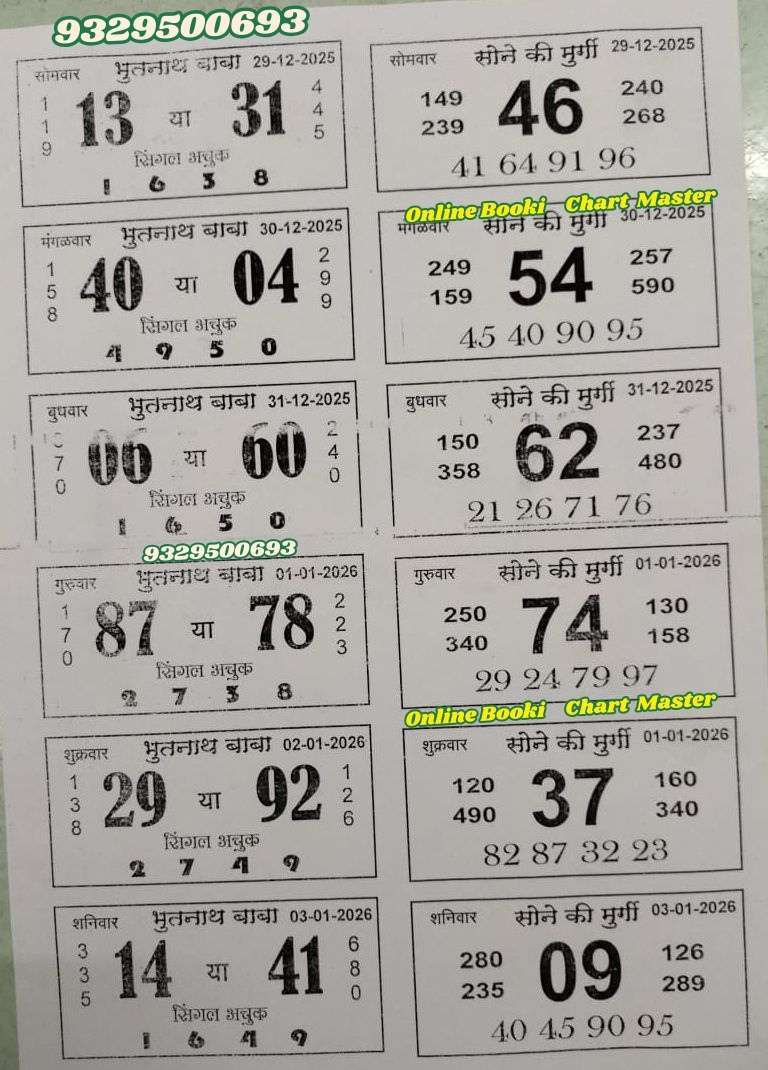 9329500693
सोमवार भुतनाथ बाबा 29-12-2025
1 1 9
13 या 31
4 4 5
सिंगल अचुक
1 6 3 8
सोमवार सोने की मुर्गी 29-12-2025
149 46 240
239 268
41 64 91 96
Online Booki Chart Master
मंगळवार भुतनाथ बाबा 30-12-2025
1 5 8
40 या 04
2 9 9
सिंगल अचुक
4 9 5 0
मंगळवार सोने की मुर्गी 30-12-2025
249 54 257
159 590
45 40 90 95
बुधवार भुतनाथ बाबा 31-12-2025
7 0
06 या 60
2 4 0
सिंगल अचुक
1 6 5 0
बुधवार सोने की मुर्गी 31-12-2025
150 62 237
358 480
21 26 71 76
9329500693
गुरुवार भुतनाथ बाबा 01-01-2026
1 7 0
87 या 78
2 2 3
सिंगल अचुक
2 7 3 8
गुरुवार सोने की मुर्गी 01-01-2026
250 74 130
340 158
29 24 79 97
Online Booki Chart Master
शुक्रवार भुतनाथ बाबा 02-01-2026
1 3 8
29 या 92
1 2 6
सिंगल अचुक
2 7 4 9
शुक्रवार सोने की मुर्गी 01-01-2026
120 37 160
490 340
82 87 32 23
शनिवार भुतनाथ बाबा 03-01-2026
3 3 5
14 या 41
6 8 0
सिंगल अचुक
1 6 4 9
शनिवार सोने की मुर्गी 03-01-2026
280 09 126
235 289
40 45 90 95